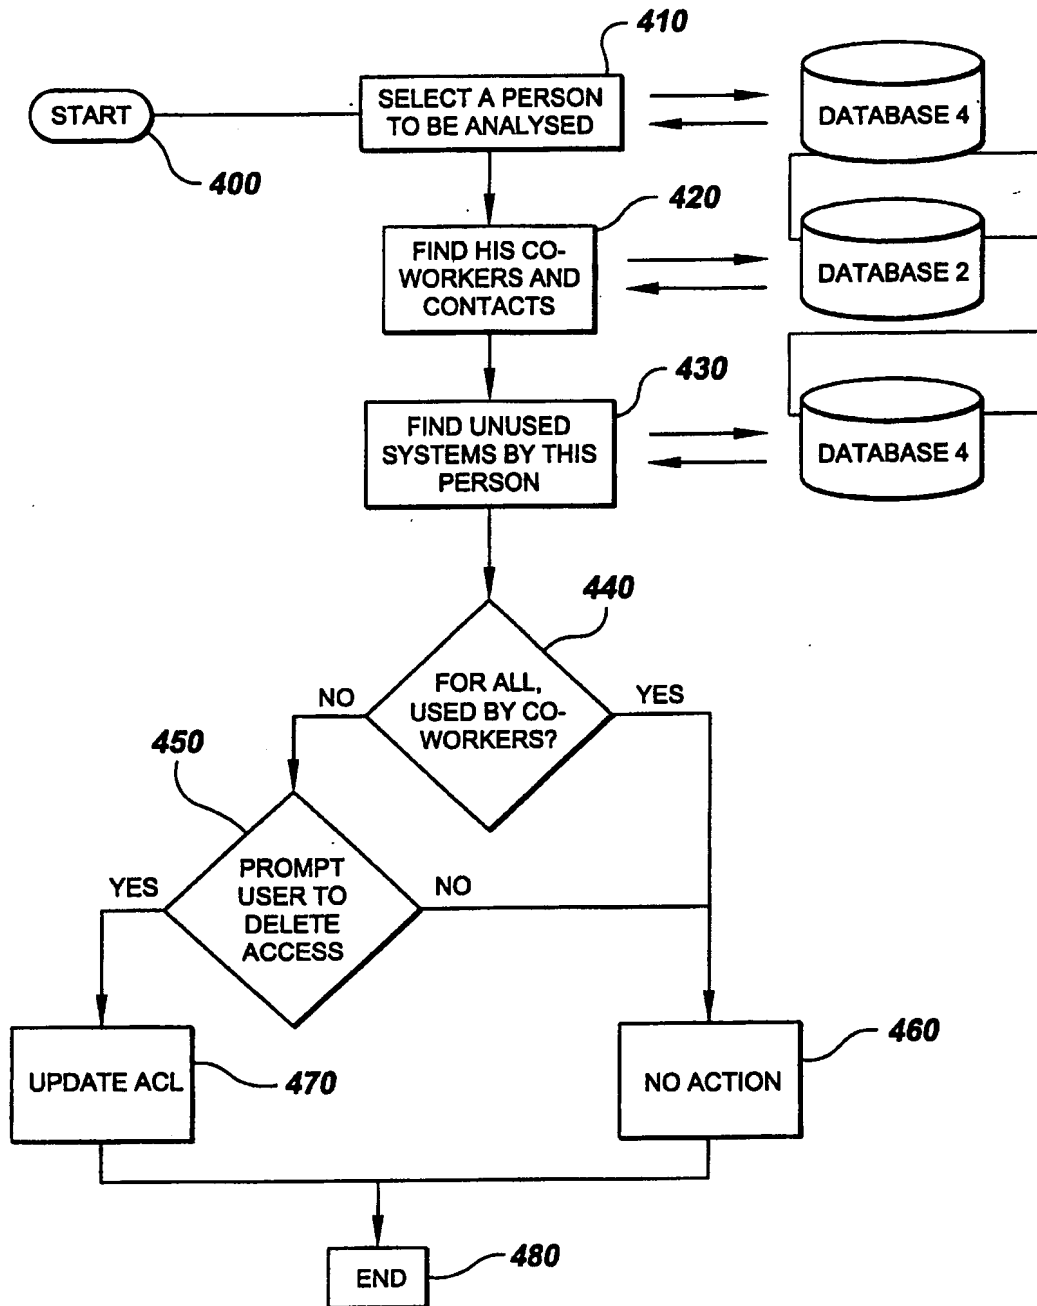 410
START
SELECT A PERSON
TO BE ANALYSED
DATABASE 4
400
420
FIND HIS CO-
WORKERS AND
CONTACTS
DATABASE 2
430
FIND UNUSED
SYSTEMS BY THIS
PERSON
DATABASE 4
440
FOR ALL,
USED BY CO-
WORKERS?
NO
YES
450
PROMPT
USER TO
DELETE
ACCESS
YES
NO
460
UPDATE ACL
470
NO ACTION
480
END